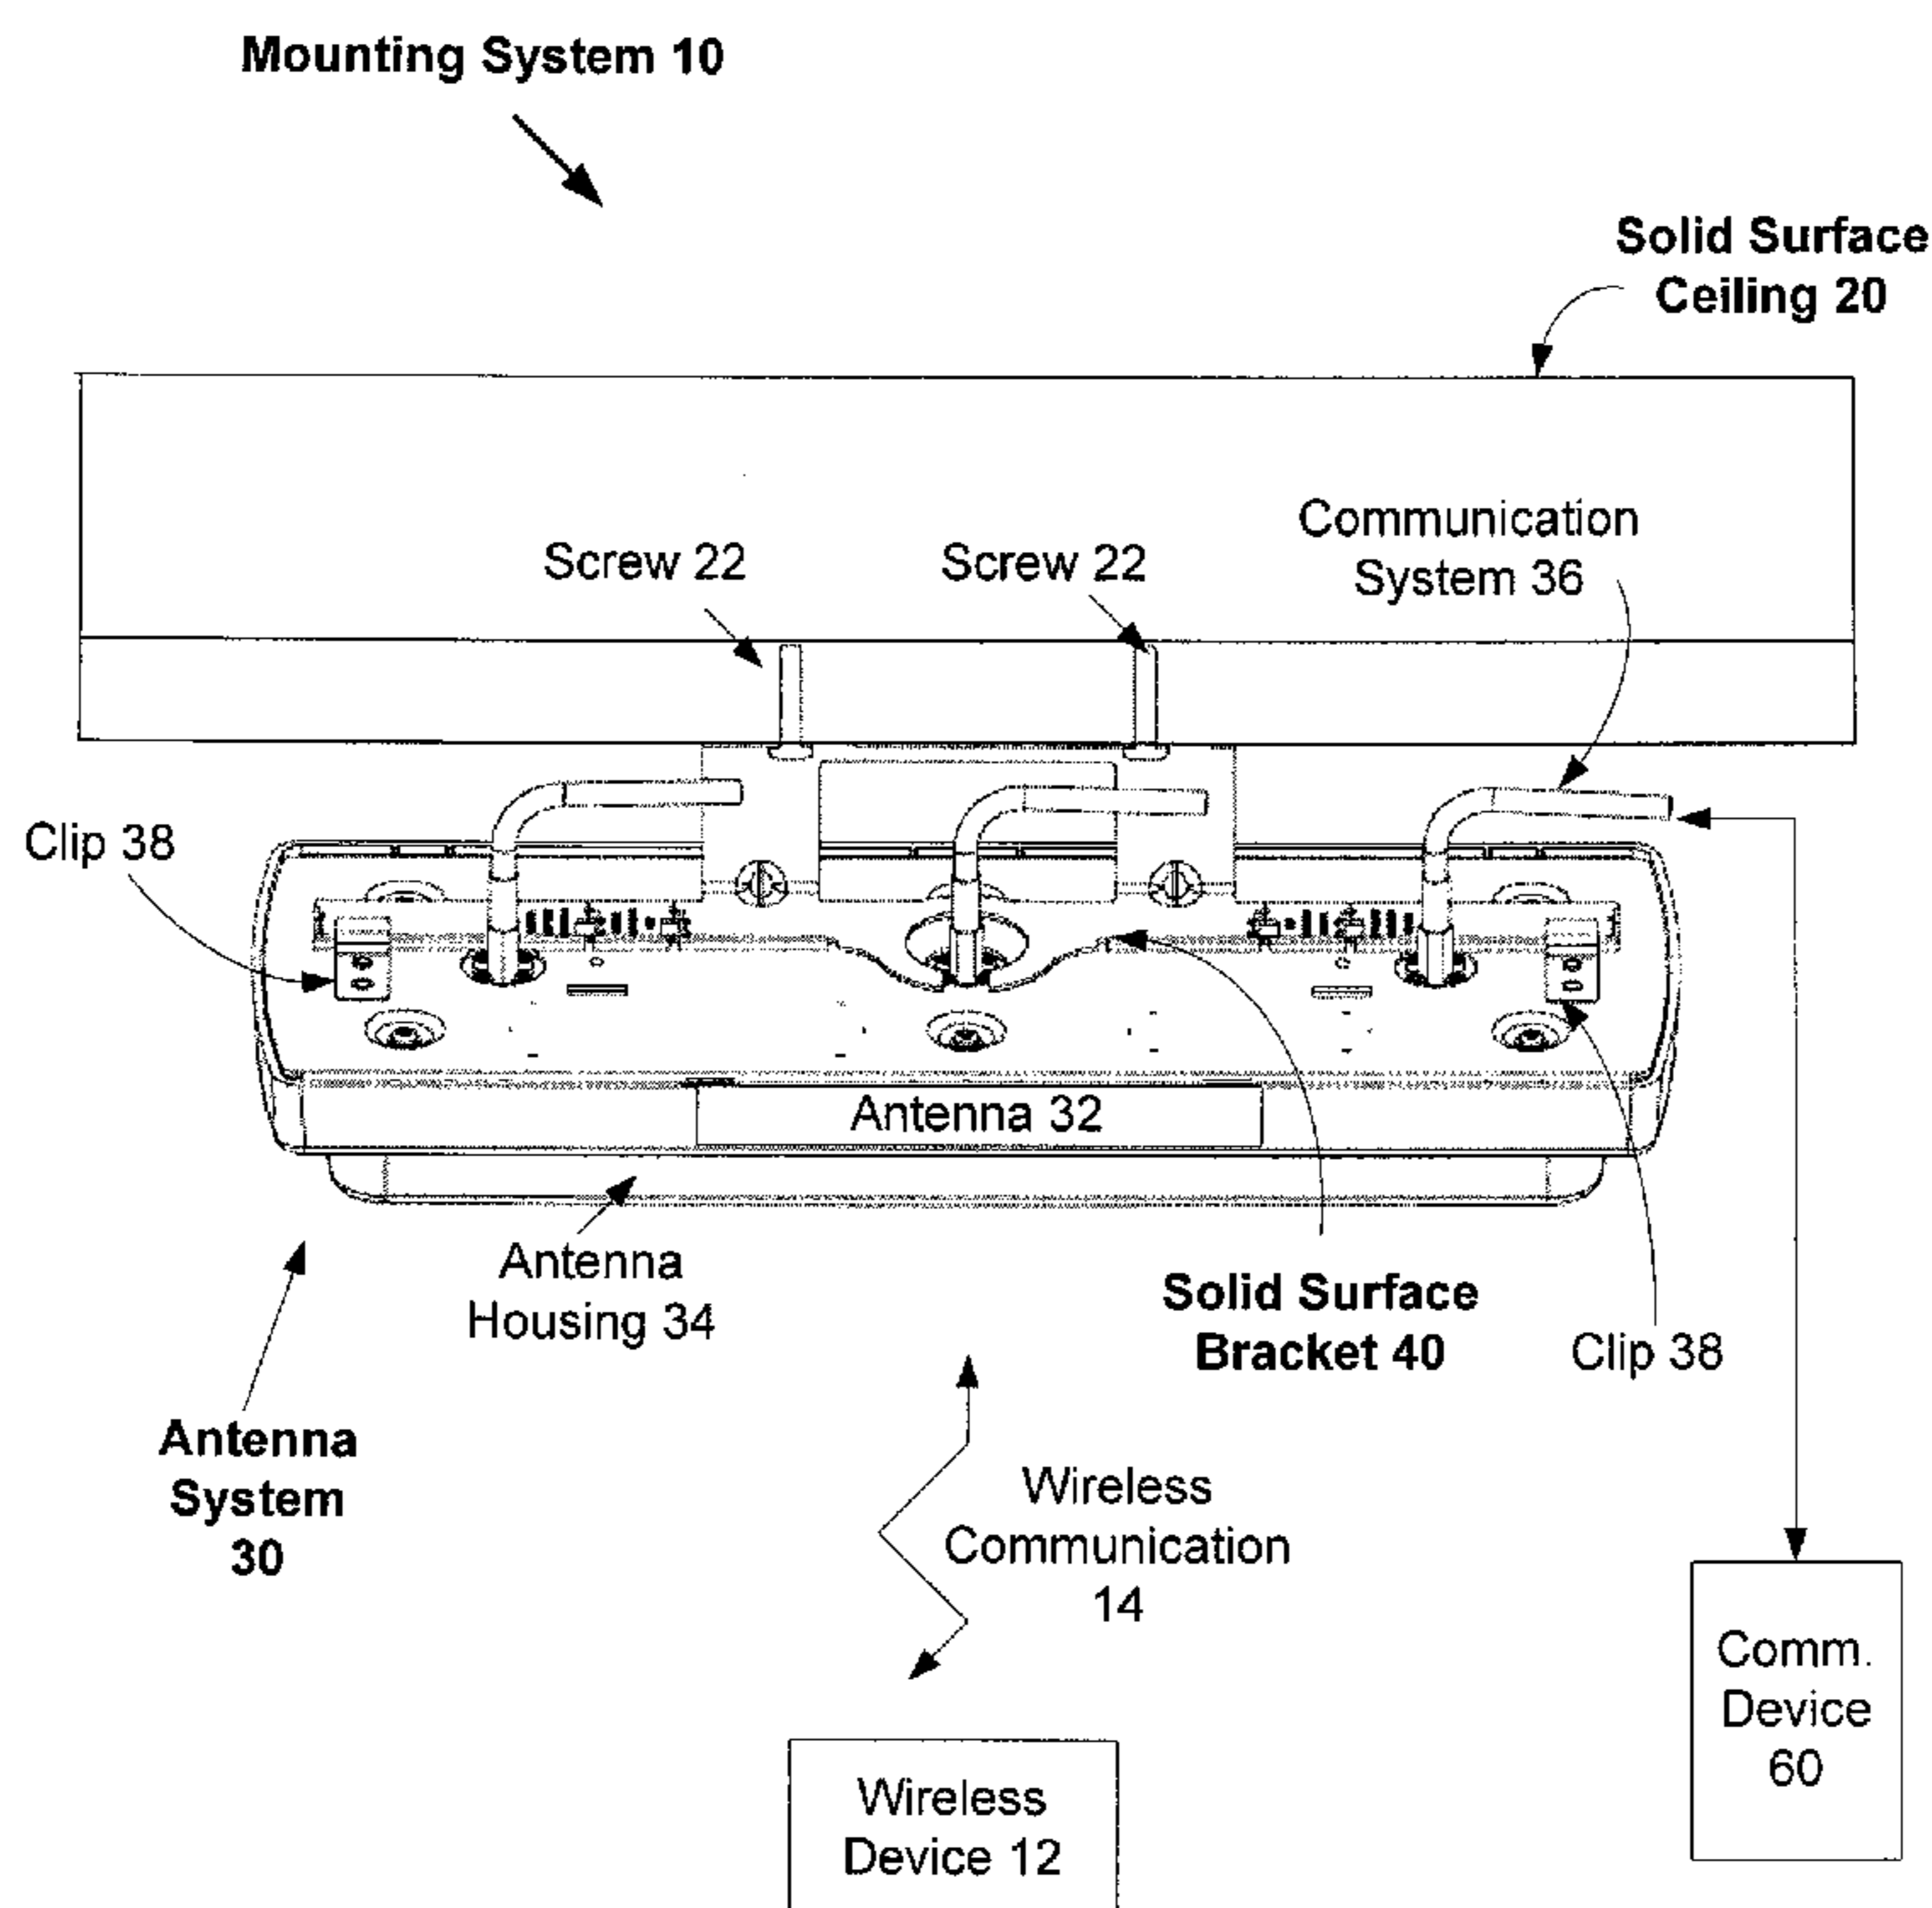 Mounting System 10
Solid Surface
Ceiling 20
Communication
System 36
Screw 22
Screw 22
Clip 38
Antenna 32
Antenna
Housing 34
Solid Surface
Bracket 40
Clip 38
Antenna
System
30
Wireless
Communication
14
Comm.
Device
60
Wireless
Device 12